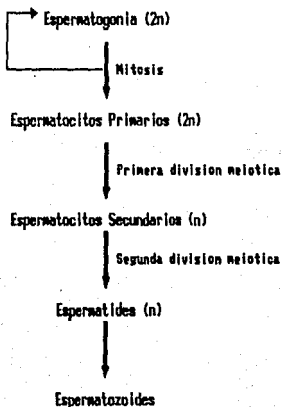 Espermatogonia (2n)
Mitosis
Espermatocitos Primarios (2n)
Primera division meiotica
Espermatocitos Secundarios (n)
Segunda division meiotica
Espermatides (n)
Espermatozoides